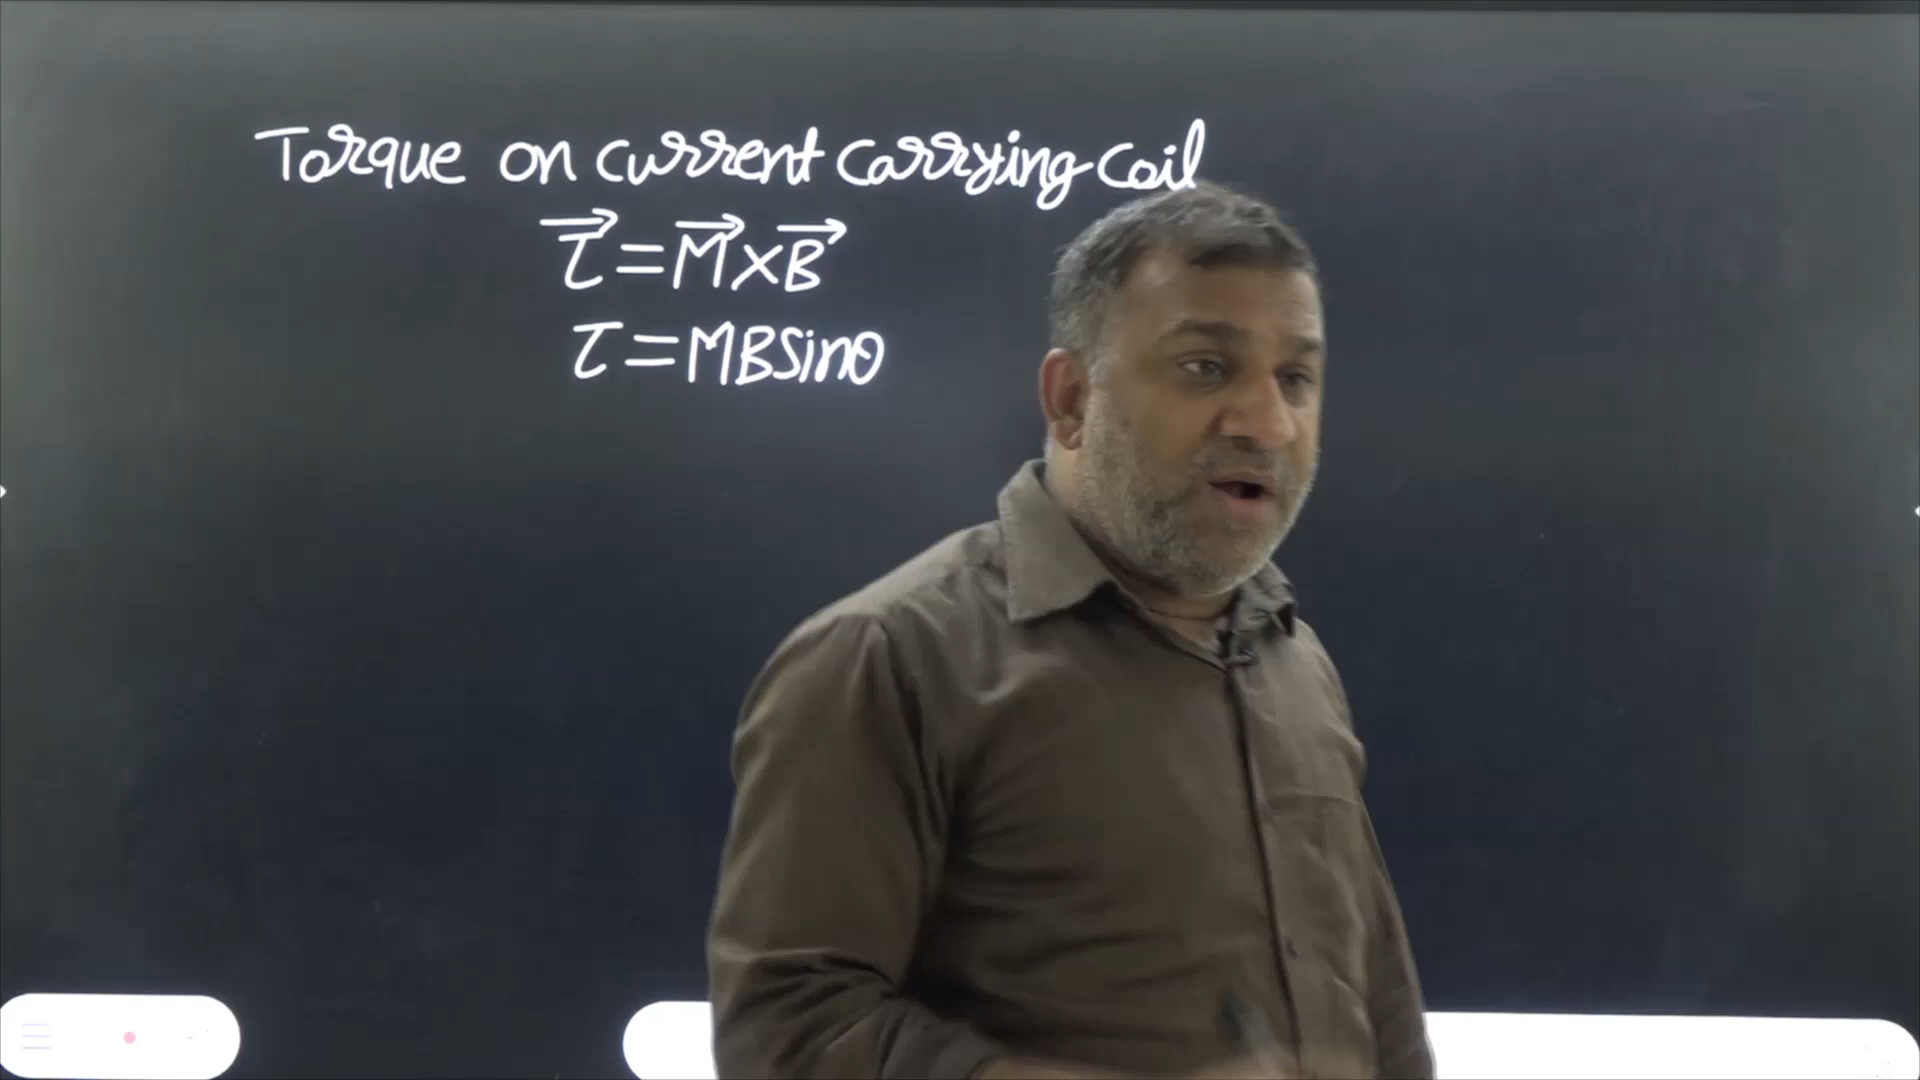 Torque on current carrying coil
τ⃗ = M⃗ × B⃗
τ = MBSinθ